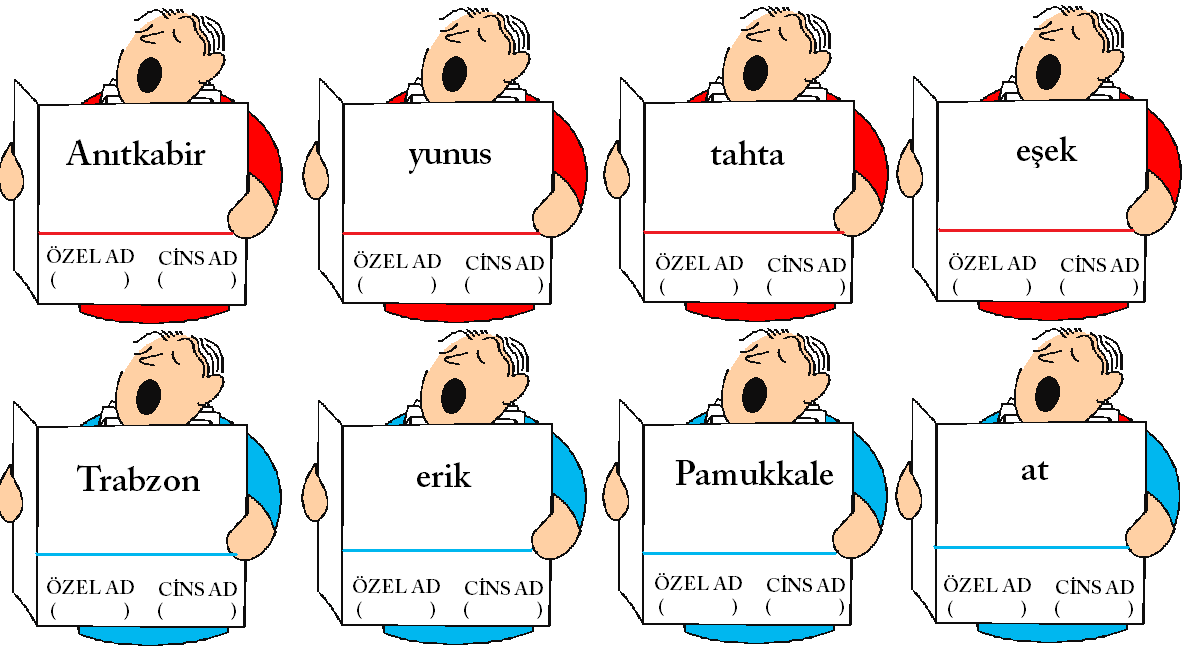 Anıtkabir
ÖZEL AD CİNS AD
( ) ( )
yunus
ÖZEL AD CİNS AD
( ) ( )
tahta
ÖZEL AD CİNS AD
( ) ( )
eşek
ÖZEL AD CİNS AD
( ) ( )
Trabzon
ÖZEL AD CİNS AD
( ) ( )
erik
ÖZEL AD CİNS AD
( ) ( )
Pamukkale
ÖZEL AD CİNS AD
( ) ( )
at
ÖZEL AD CİNS AD
( ) ( )